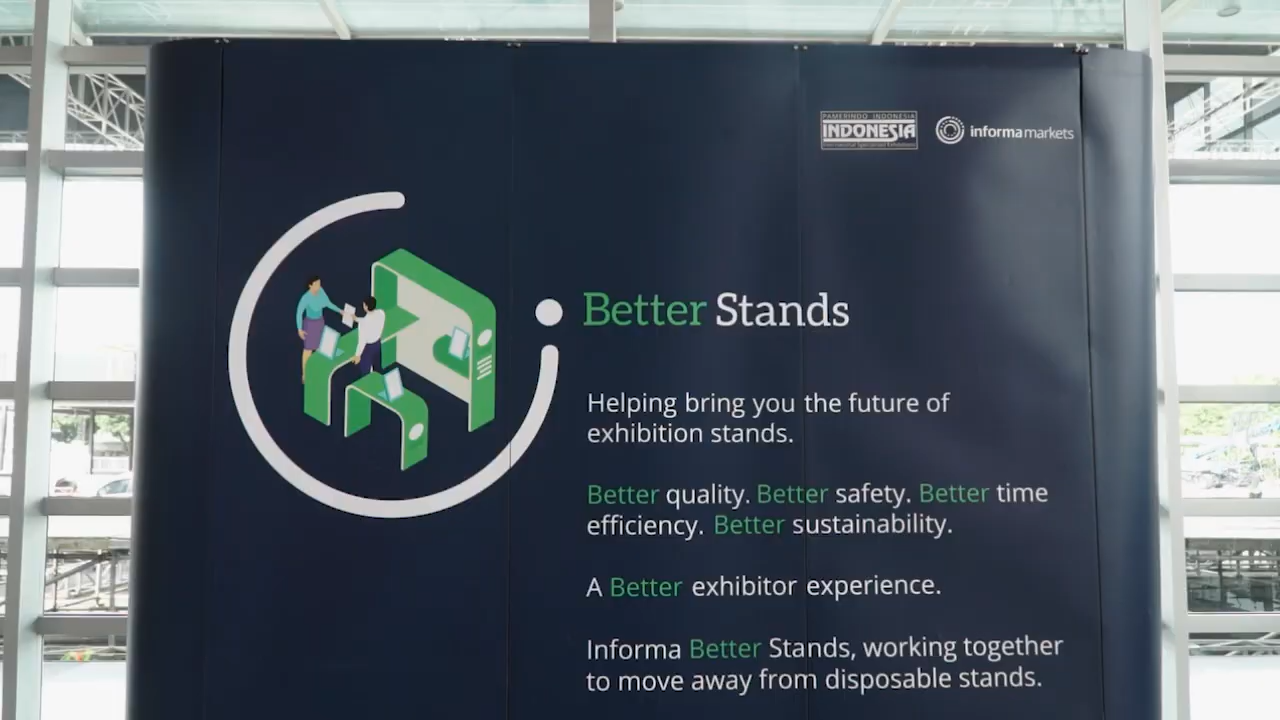 PAMERINDO INDONESIA
INDONESIA
informa markets
Better Stands
Helping bring you the future of
exhibition stands.
Better quality. Better safety. Better time
efficiency. Better sustainability.
A Better exhibitor experience.
Informa Better Stands, working together
to move away from disposable stands.